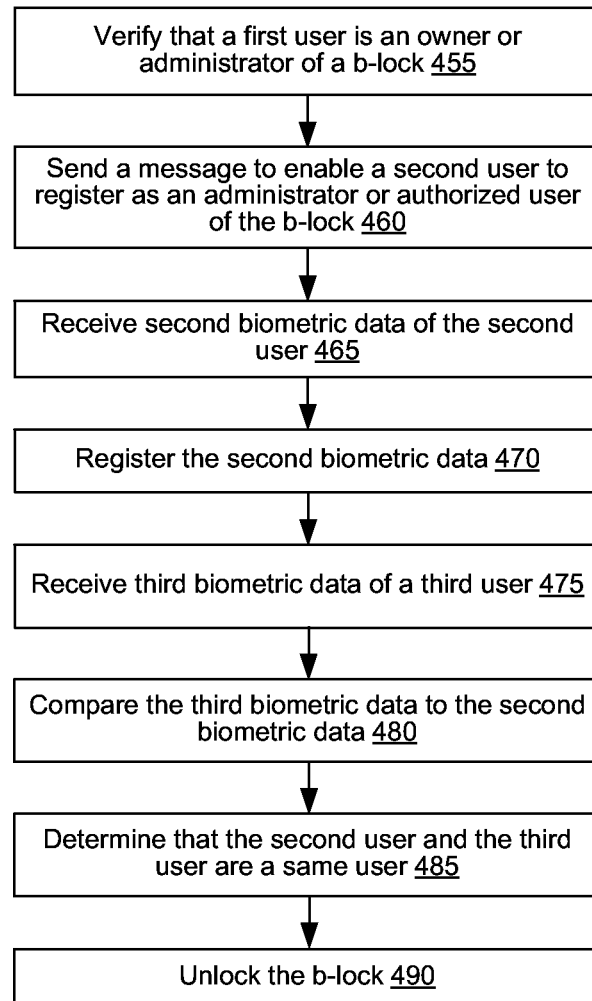 Verify that a first user is an owner or
administrator of a b-lock 455
Send a message to enable a second user to
register as an administrator or authorized user
of the b-lock 460
Receive second biometric data of the second
user 465
Register the second biometric data 470
Receive third biometric data of a third user 475
Compare the third biometric data to the second
biometric data 480
Determine that the second user and the third
user are a same user 485
Unlock the b-lock 490